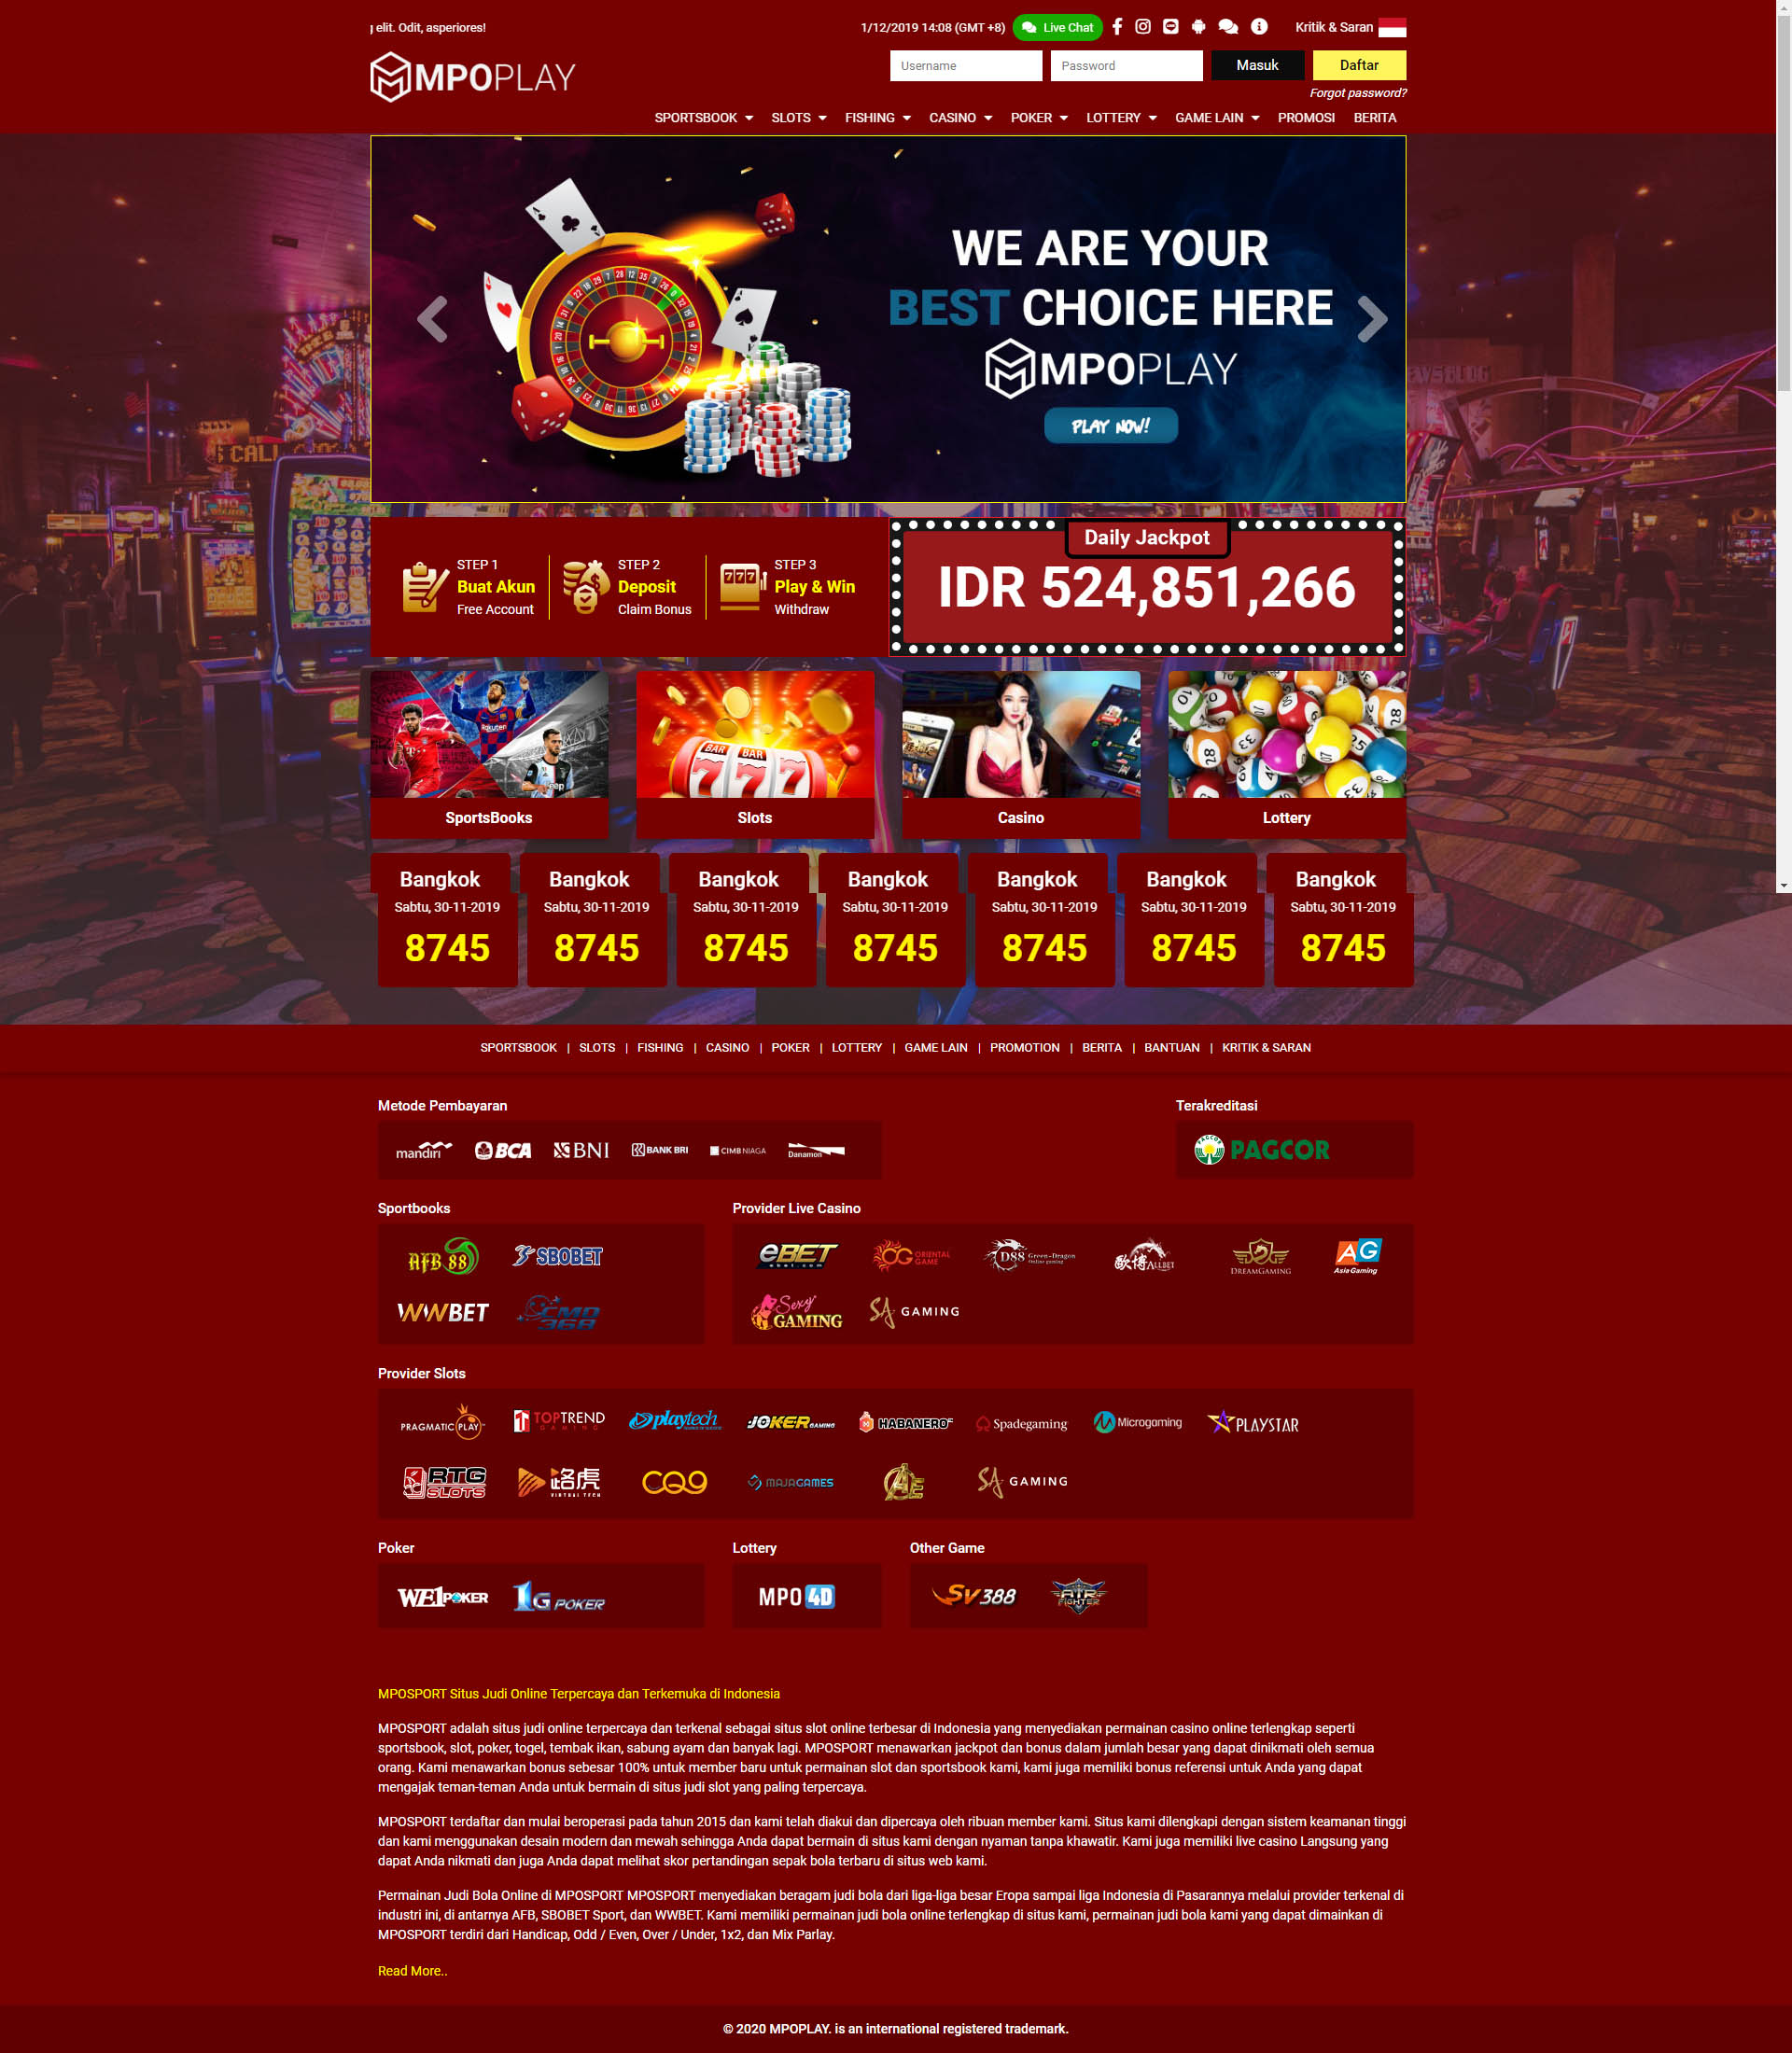 g elit. Odit, asperiores!
1/12/2019 14:08 (GMT +8)
Live Chat
Kritik & Saran
MPOPLAY
Username
Password
Masuk
Daftar
Forgot password?
SPORTSBOOK SLOTS FISHING CASINO POKER LOTTERY GAME LAIN PROMOSI BERITA
WE ARE YOUR
BEST CHOICE HERE
MPOPLAY
PLAY NOW!
STEP 1
Buat Akun
Free Account
STEP 2
Deposit
Claim Bonus
STEP 3
Play & Win
Withdraw
Daily Jackpot
IDR 524,851,266
SportsBooks
Slots
Casino
Lottery
Bangkok Bangkok Bangkok Bangkok Bangkok Bangkok Bangkok
Sabtu, 30-11-2019 Sabtu, 30-11-2019 Sabtu, 30-11-2019 Sabtu, 30-11-2019 Sabtu, 30-11-2019 Sabtu, 30-11-2019 Sabtu, 30-11-2019
8745 8745 8745 8745 8745 8745 8745
SPORTSBOOK | SLOTS | FISHING | CASINO | POKER | LOTTERY | GAME LAIN | PROMOTION | BERITA | BANTUAN | KRITIK & SARAN
Metode Pembayaran
Terakreditasi
mandiri BCA BNI BANK BRI CIMB NIAGA Danamon
PAGCOR
Sportbooks
Provider Live Casino
AFB 88 SBOBET
eBET ebet.com OG ORIENTAL GAME D88 Green-Dragon Online gaming 歐博 ALLBET DREAMGAMING AG AsiaGaming
WWBET CMD 368
Sexy GAMING SA GAMING
Provider Slots
PRAGMATIC PLAY TOPTREND GAMING playtech JOKER GAMING HABANERO Spadegaming Microgaming PLAYSTAR
RTG SLOTS 路虎 VIRTUAL TECH CQ9 MAJAGAMES AE SA GAMING
Poker
Lottery
Other Game
WE1POKER 1G POKER
MPO 4D
SV388 AIR FIGHTER
MPOSPORT Situs Judi Online Terpercaya dan Terkemuka di Indonesia
MPOSPORT adalah situs judi online terpercaya dan terkenal sebagai situs slot online terbesar di Indonesia yang menyediakan permainan casino online terlengkap seperti
sportsbook, slot, poker, togel, tembak ikan, sabung ayam dan banyak lagi. MPOSPORT menawarkan jackpot dan bonus dalam jumlah besar yang dapat dinikmati oleh semua
orang. Kami menawarkan bonus sebesar 100% untuk member baru untuk permainan slot dan sportsbook kami, kami juga memiliki bonus referensi untuk Anda yang dapat
mengajak teman-teman Anda untuk bermain di situs judi slot yang paling terpercaya.
MPOSPORT terdaftar dan mulai beroperasi pada tahun 2015 dan kami telah diakui dan dipercaya oleh ribuan member kami. Situs kami dilengkapi dengan sistem keamanan tinggi
dan kami menggunakan desain modern dan mewah sehingga Anda dapat bermain di situs kami dengan nyaman tanpa khawatir. Kami juga memiliki live casino Langsung yang
dapat Anda nikmati dan juga Anda dapat melihat skor pertandingan sepak bola terbaru di situs web kami.
Permainan Judi Bola Online di MPOSPORT MPOSPORT menyediakan beragam judi bola dari liga-liga besar Eropa sampai liga Indonesia di Pasarannya melalui provider terkenal di
industri ini, di antarnya AFB, SBOBET Sport, dan WWBET. Kami memiliki permainan judi bola online terlengkap di situs kami, permainan judi bola kami yang dapat dimainkan di
MPOSPORT terdiri dari Handicap, Odd / Even, Over / Under, 1x2, dan Mix Parlay.
Read More..
© 2020 MPOPLAY. is an international registered trademark.